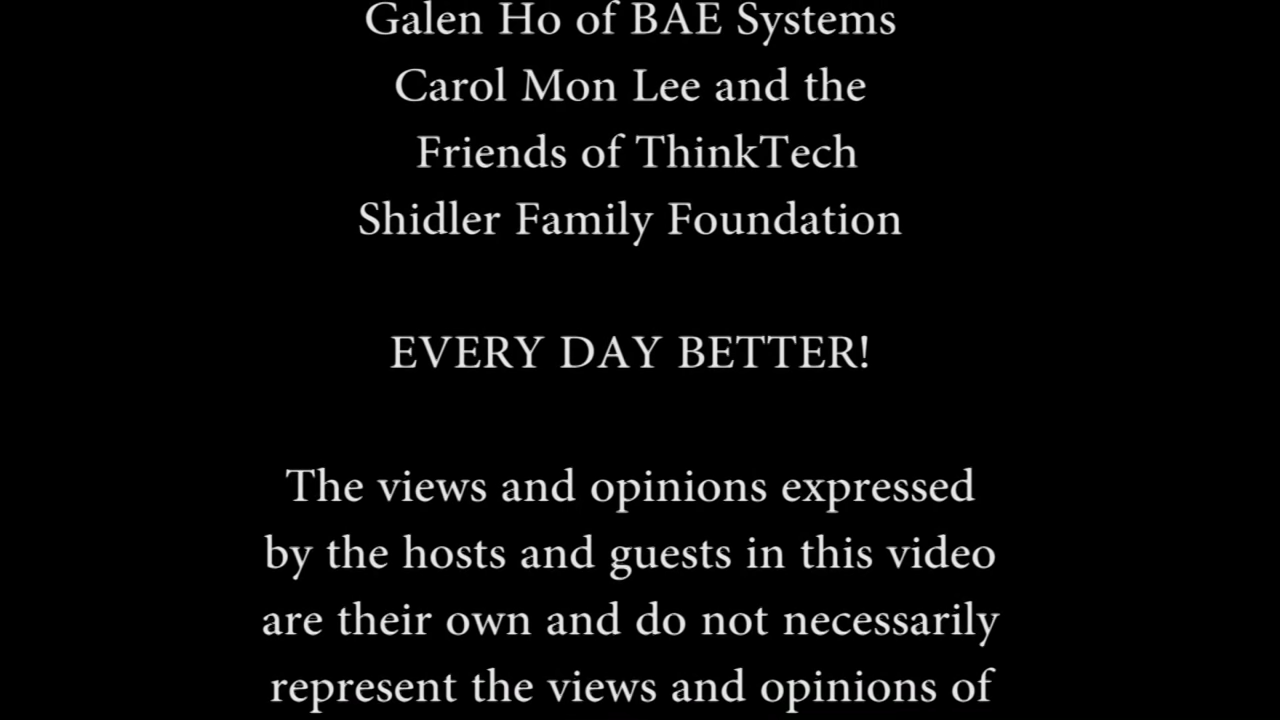 Galen Ho of BAE Systems
Carol Mon Lee and the
Friends of ThinkTech
Shidler Family Foundation
EVERY DAY BETTER!
The views and opinions expressed
by the hosts and guests in this video
are their own and do not necessarily
represent the views and opinions of